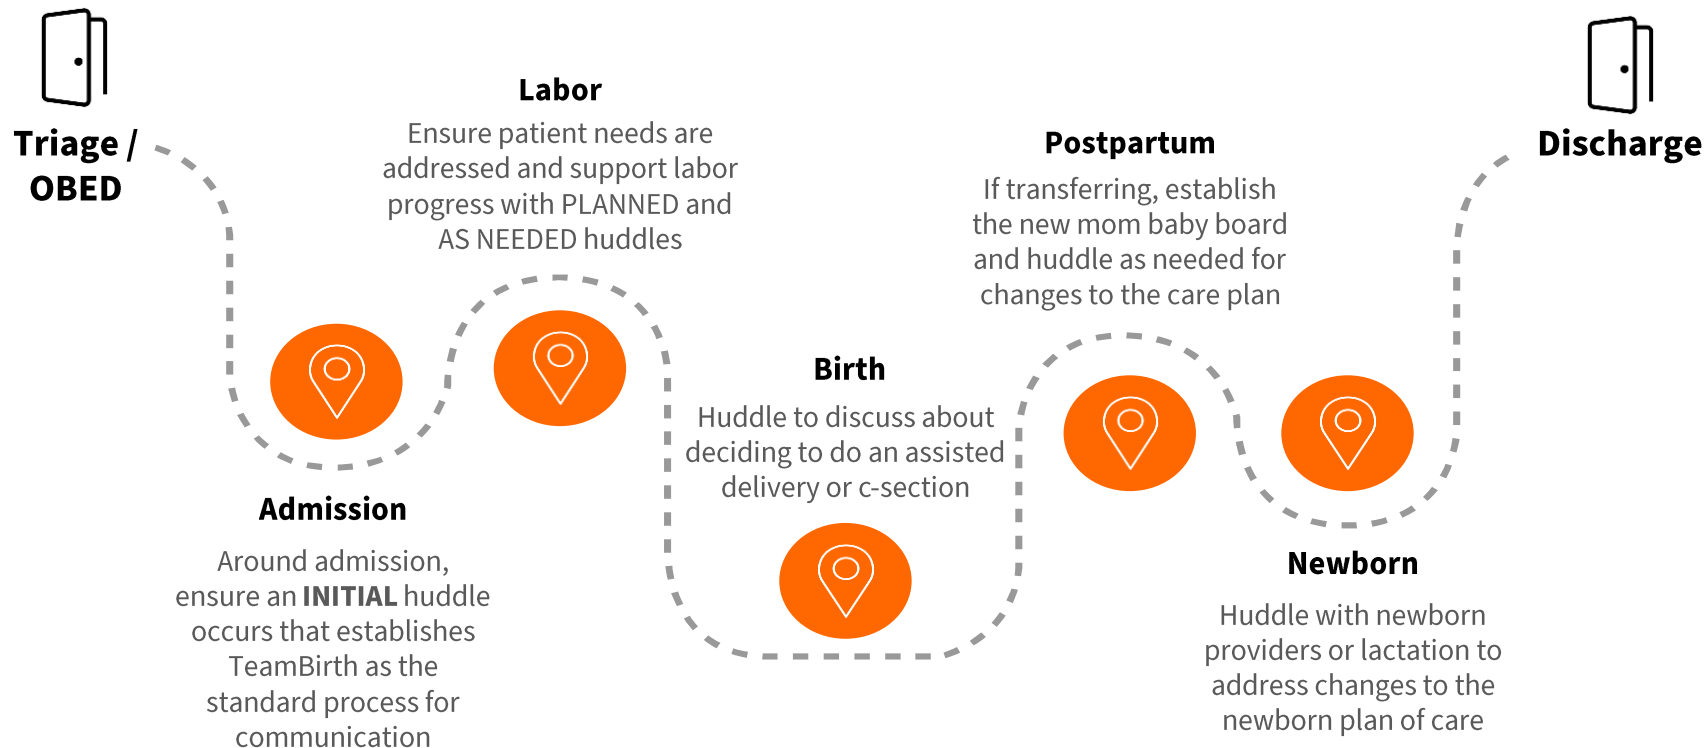 Triage /
OBED
Admission
Around admission,
ensure an INITIAL huddle
occurs that establishes
TeamBirth as the
standard process for
communication
Labor
Ensure patient needs are
addressed and support labor
progress with PLANNED and
AS NEEDED huddles
Birth
Huddle to discuss about
deciding to do an assisted
delivery or c-section
Postpartum
If transferring, establish
the new mom baby board
and huddle as needed for
changes to the care plan
Newborn
Huddle with newborn
providers or lactation to
address changes to the
newborn plan of care
Discharge